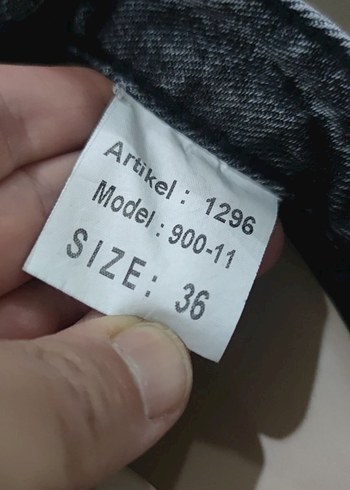 Artikel : 1296
Model : 900-11
SIZE: 36